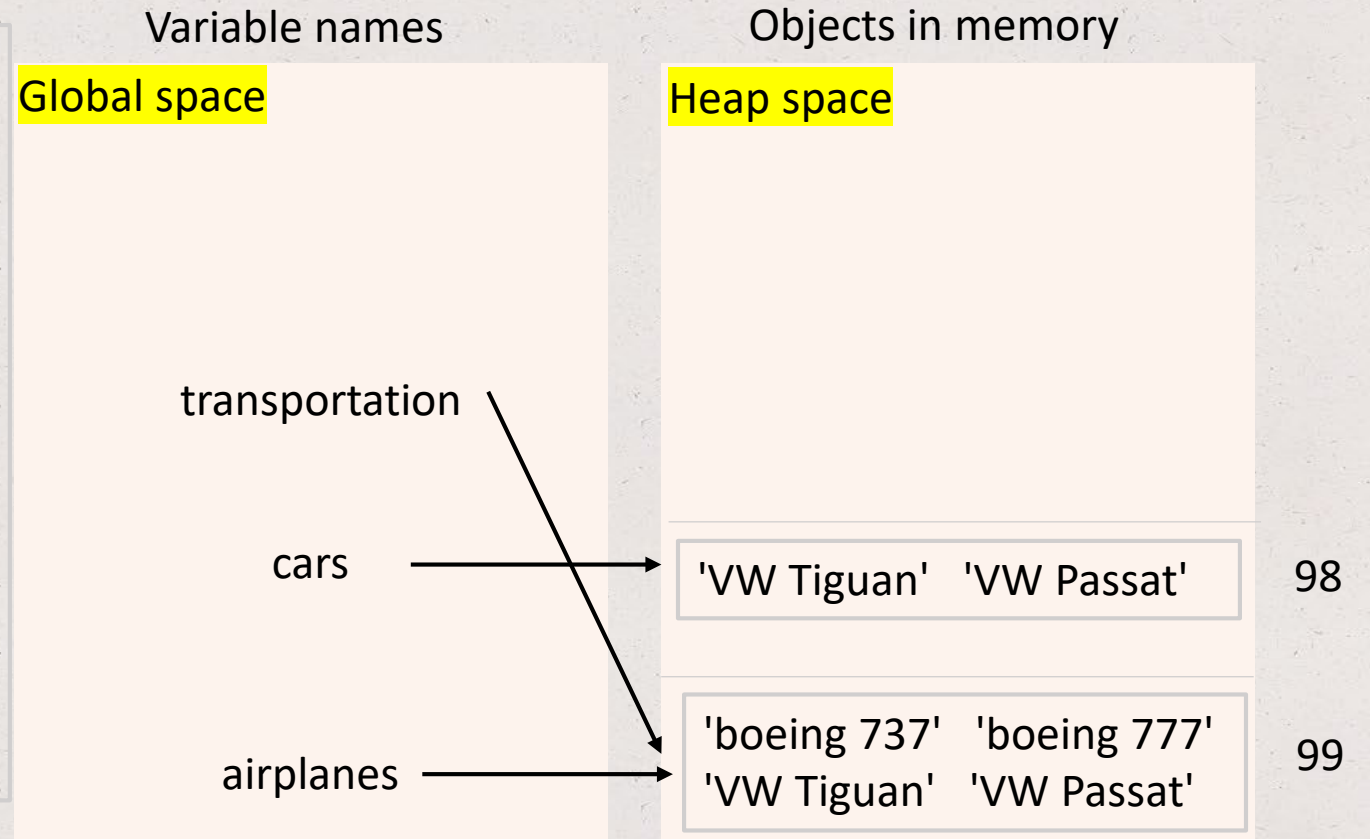 Variable names
Objects in memory
Global space
Heap space
transportation
cars
'VW Tiguan' 'VW Passat'
98
airplanes
'boeing 737' 'boeing 777'
'VW Tiguan' 'VW Passat'
99